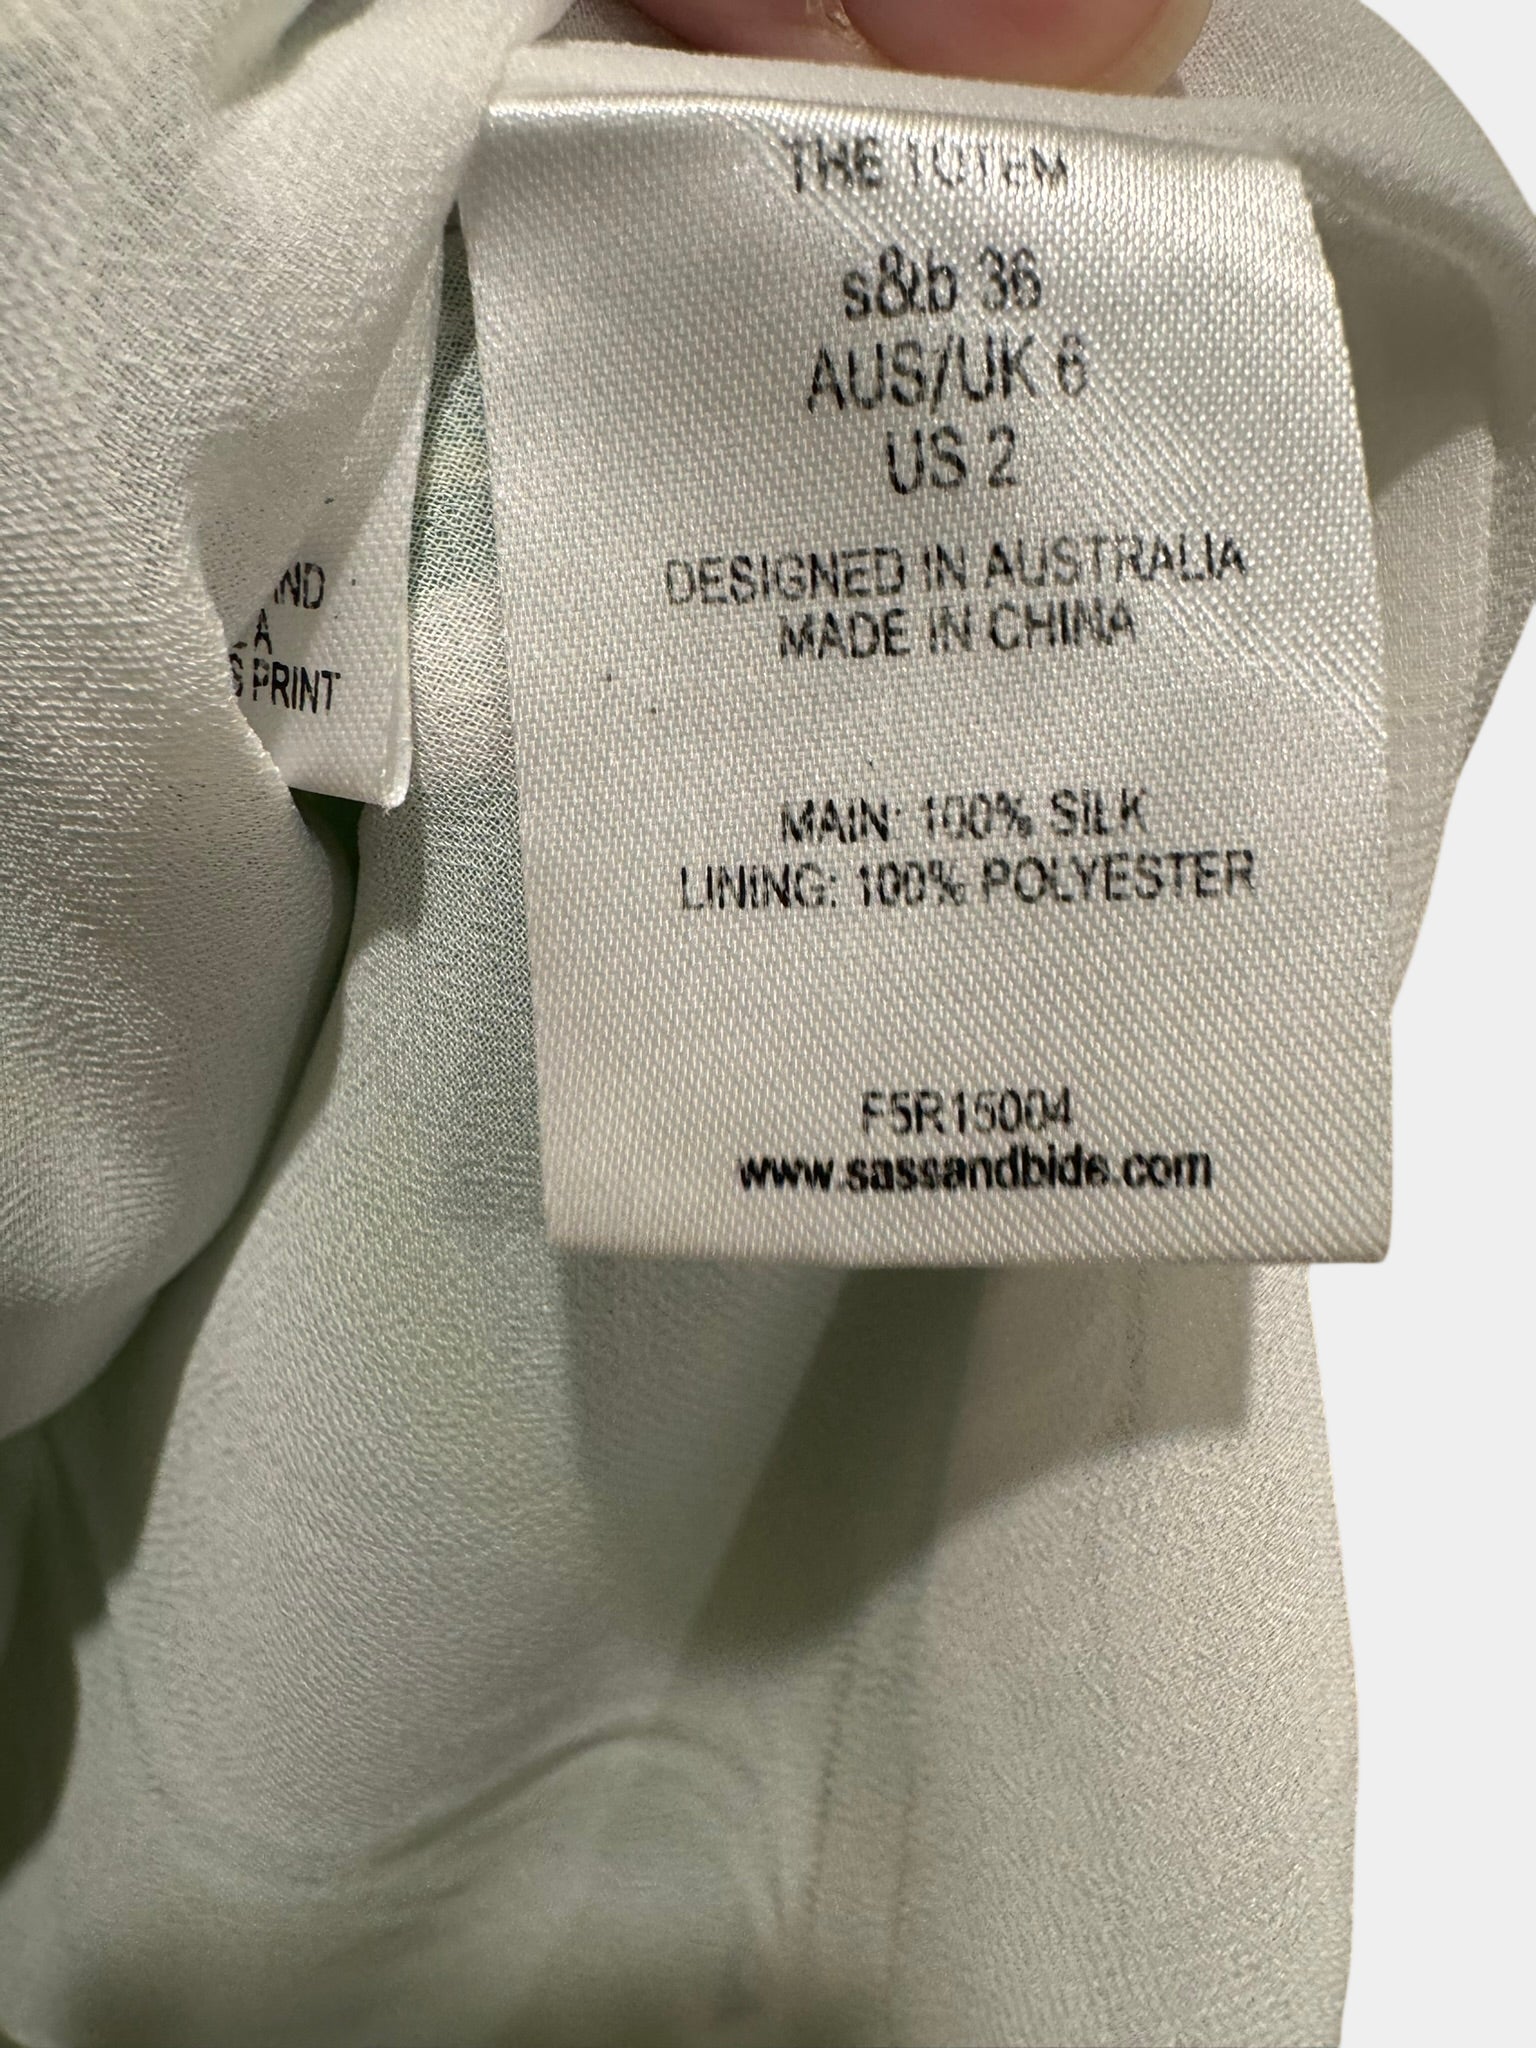 THE TOTEM
s&b 36
AUS/UK 6
US 2
DESIGNED IN AUSTRALIA
MADE IN CHINA
MAIN: 100% SILK
LINING: 100% POLYESTER
F5R15004
www.sassandbide.com
PRINT